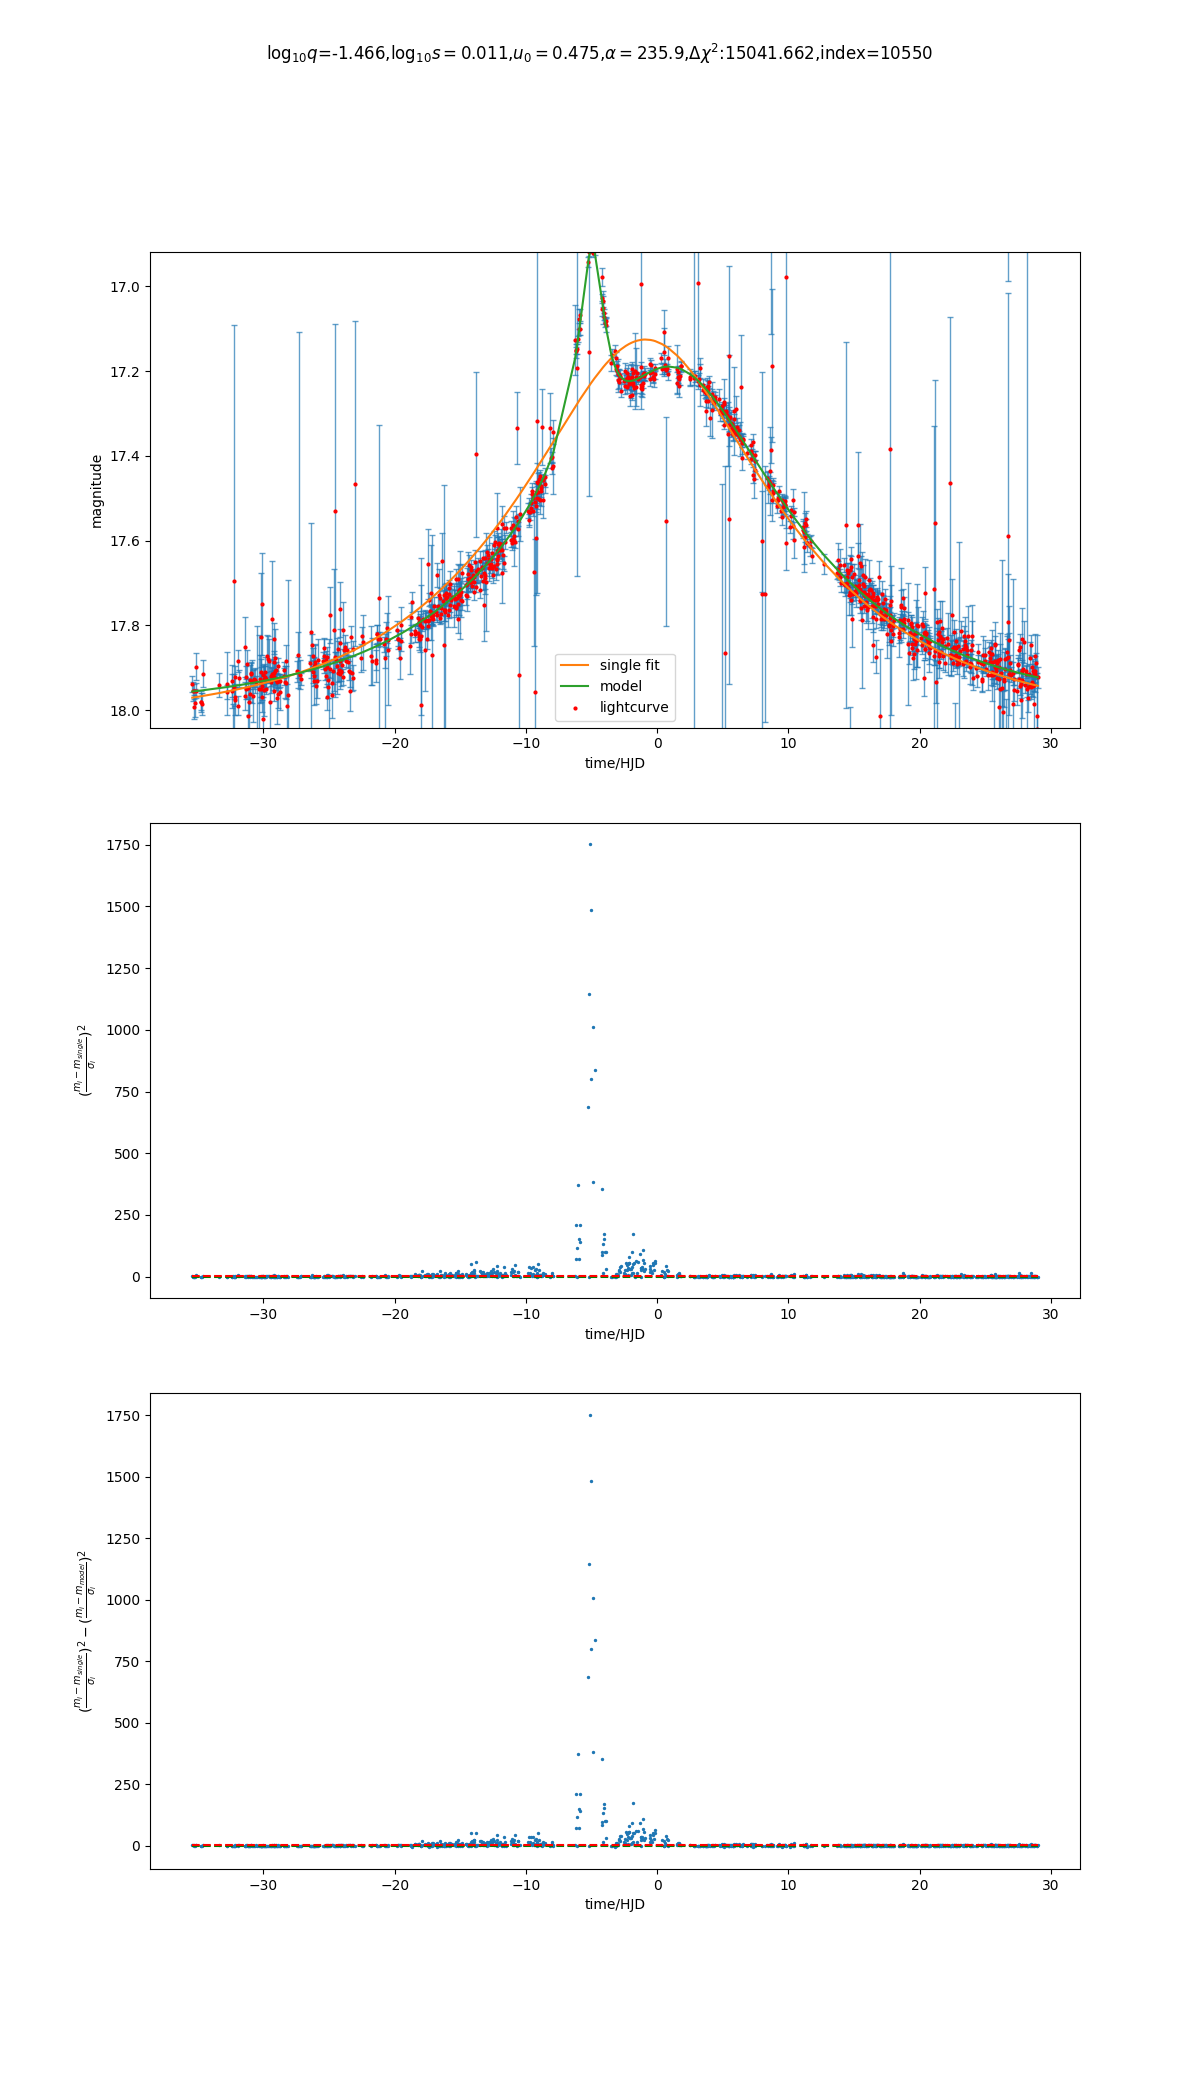 log₁₀q=-1.466,log₁₀s = 0.011,u₀ = 0.475,α = 235.9,Δχ²:15041.662,index=10550
magnitude
17.0
17.2
17.4
17.6
17.8
18.0
single fit
model
lightcurve
−30 −20 −10 0 10 20 30
time/HJD
(mᵢ − m_single / σᵢ)²
1750
1500
1250
1000
750
500
250
0
−30 −20 −10 0 10 20 30
time/HJD
(mᵢ − m_single / σᵢ)² − (mᵢ − m_model / σᵢ)²
1750
1500
1250
1000
750
500
250
0
−30 −20 −10 0 10 20 30
time/HJD